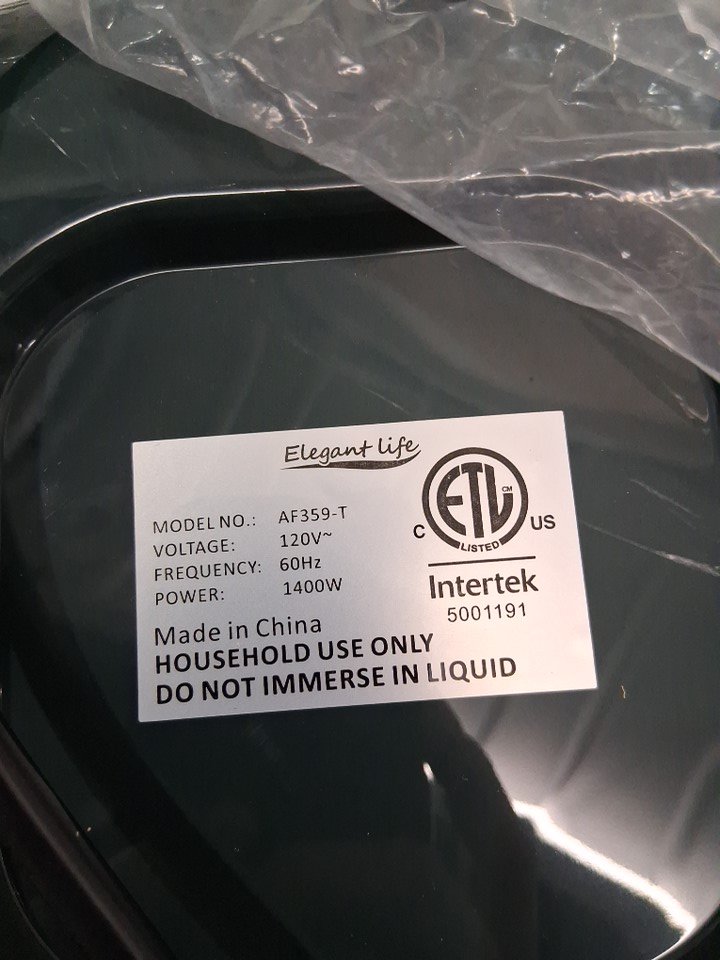 Elegant life
MODEL NO.: AF359-T
VOLTAGE: 120V~
FREQUENCY: 60Hz
POWER: 1400W
Made in China
HOUSEHOLD USE ONLY
DO NOT IMMERSE IN LIQUID
ETL CM
C US
LISTED
Intertek
5001191